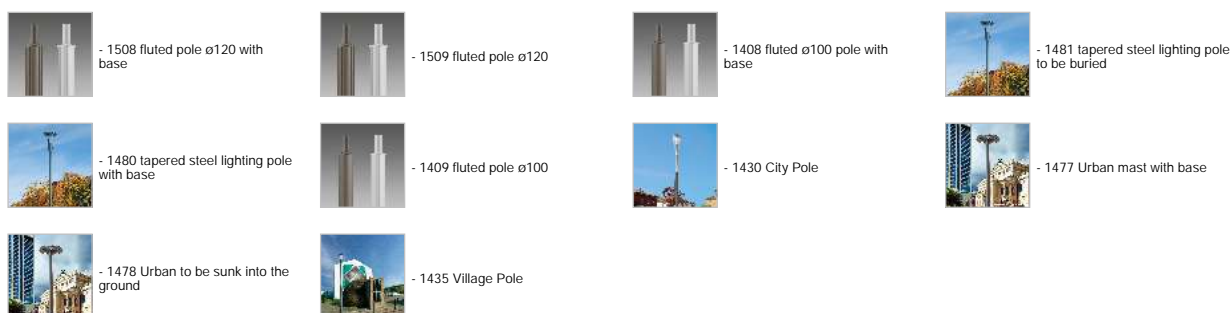 - 1508 fluted pole ø120 with
base
- 1509 fluted pole ø120
- 1408 fluted ø100 pole with
base
- 1481 tapered steel lighting pole
to be buried
- 1480 tapered steel lighting pole
with base
- 1409 fluted pole ø100
- 1430 City Pole
- 1477 Urban mast with base
- 1478 Urban to be sunk into the
ground
- 1435 Village Pole